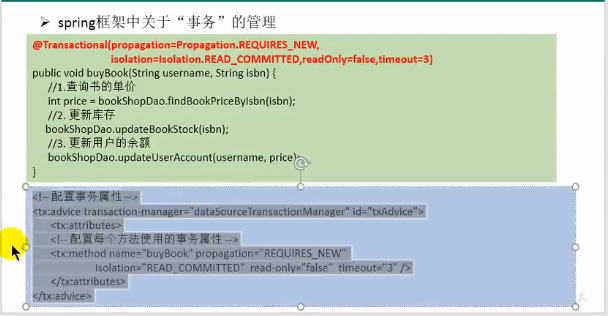 ➢ spring框架中关于“事务”的管理
@Transactional(propagation=Propagation.REQUIRES_NEW,
isolation=Isolation.READ_COMMITTED,readOnly=false,timeout=3)
public void buyBook(String username, String isbn) {
//1.查询书的单价
int price = bookShopDao.findBookPriceByIsbn(isbn);
//2. 更新库存
bookShopDao.updateBookStock(isbn);
//3. 更新用户的余额
bookShopDao.updateUserAccount(username, price);
}
<!-- 配置事务属性 -->
<tx:advice transaction-manager="dataSourceTransactionManager" id="txAdvice">
<tx:attributes>
<!-- 配置每个方法使用的事务属性 -->
<tx:method name="buyBook" propagation="REQUIRES_NEW"
isolation="READ_COMMITTED" read-only="false" timeout="3" />
</tx:attributes>
</tx:advice>